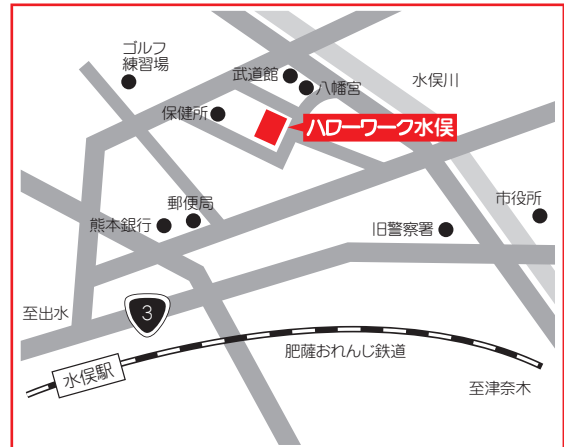 ゴルフ
練習場
武道館
八幡宮
水俣川
保健所
ハローワーク水俣
市役所
郵便局
熊本銀行
旧警察署
至出水
3
肥薩おれんじ鉄道
水俣駅
至津奈木